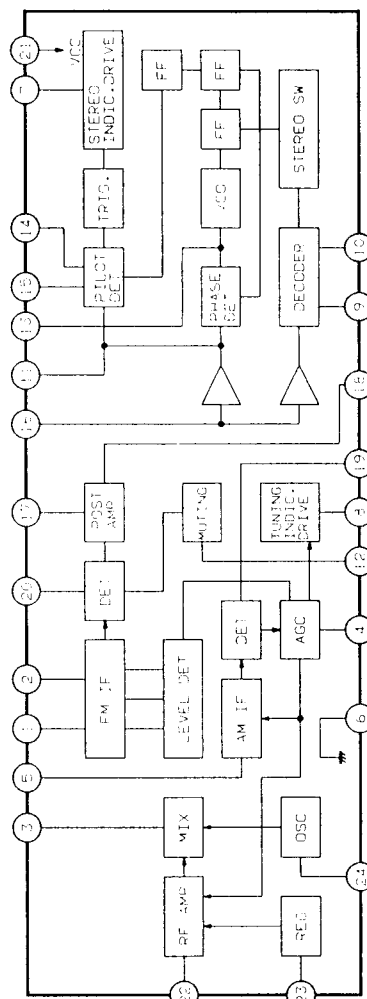 3
5
1
2
20
17
16
11
13
15
14
7
21
VCC
FM IF
DET
POST AMP
PILOT DET
TRIG.
STEREO INDIC.DRIVE
LEVEL DET
MUTING
FF
FF
FF
PHASE DET
VCO
RF AMP
MIX
AM IF
DET
AGC
TUNING INDIC. DRIVE
DECODER
STEREO SW
REG
OSC
22
23
24
6
4
12
8
19
18
9
10